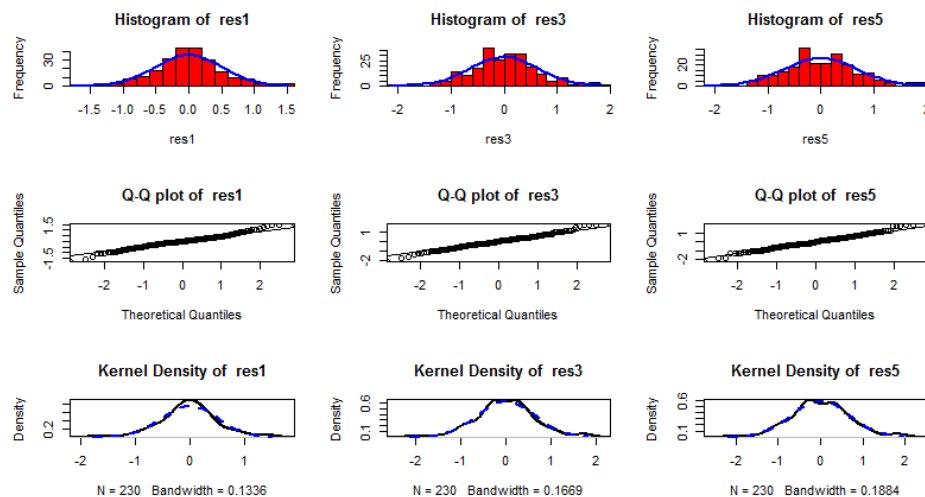 Histogram of res1 Histogram of res3 Histogram of res5
Frequency Frequency Frequency
0 30 0 25 0 20
-1.5 -1.0 -0.5 0.0 0.5 1.0 1.5 -2 -1 0 1 2 -2 -1 0 1 2
res1 res3 res5
Q-Q plot of res1 Q-Q plot of res3 Q-Q plot of res5
Sample Quantiles Sample Quantiles Sample Quantiles
-1.5 1.5 -2 1 -2 1
-2 -1 0 1 2 -2 -1 0 1 2 -2 -1 0 1 2
Theoretical Quantiles Theoretical Quantiles Theoretical Quantiles
Kernel Density of res1 Kernel Density of res3 Kernel Density of res5
Density Density Density
0.2 0.1 0.6 0.1 0.6
-2 -1 0 1 -2 -1 0 1 2 -2 -1 0 1 2
N = 230 Bandwidth = 0.1336 N = 230 Bandwidth = 0.1669 N = 230 Bandwidth = 0.1884